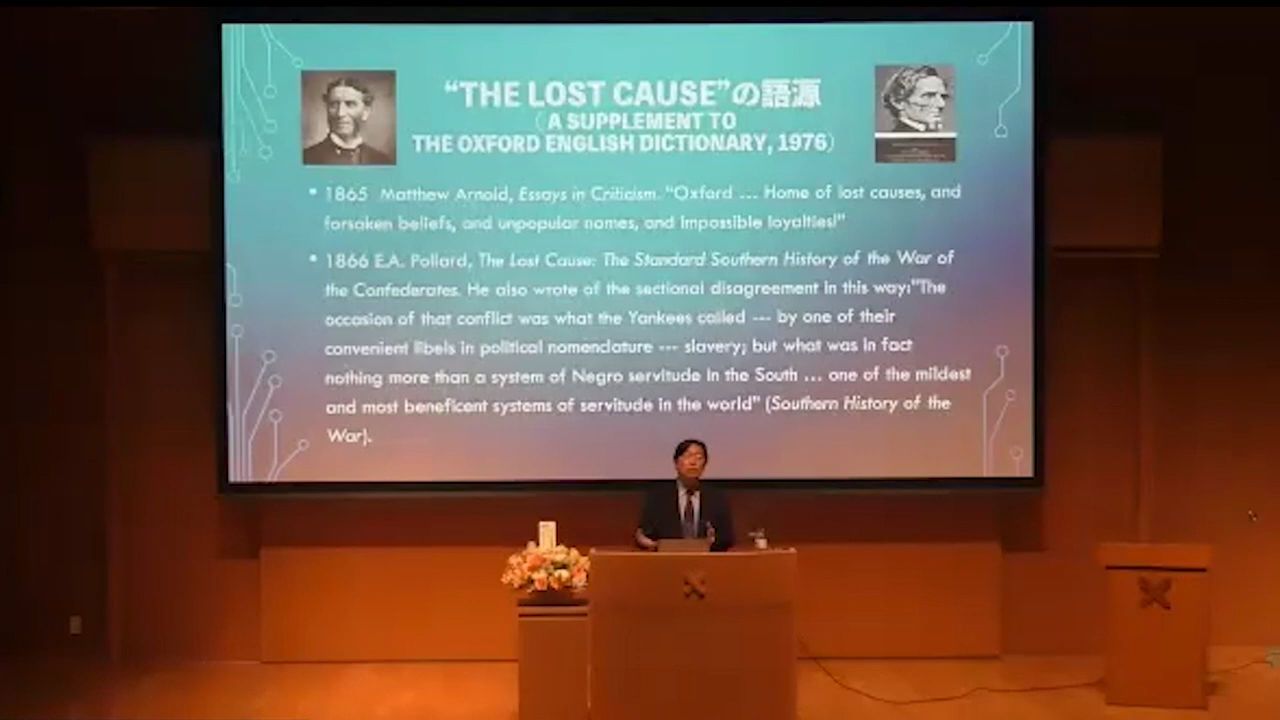 “THE LOST CAUSE”の語源
(A SUPPLEMENT TO
THE OXFORD ENGLISH DICTIONARY, 1976)
• 1865 Matthew Arnold, Essays in Criticism. “Oxford ... Home of lost causes, and
forsaken beliefs, and unpopular names, and impossible loyalties!”
• 1866 E.A. Pollard, The Lost Cause: The Standard Southern History of the War of
the Confederates. He also wrote of the sectional disagreement in this way:“The
occasion of that conflict was what the Yankees called --- by one of their
convenient libels in political nomenclature --- slavery; but what was in fact
nothing more than a system of Negro servitude in the South ... one of the mildest
and most beneficent systems of servitude in the world” (Southern History of the
War).